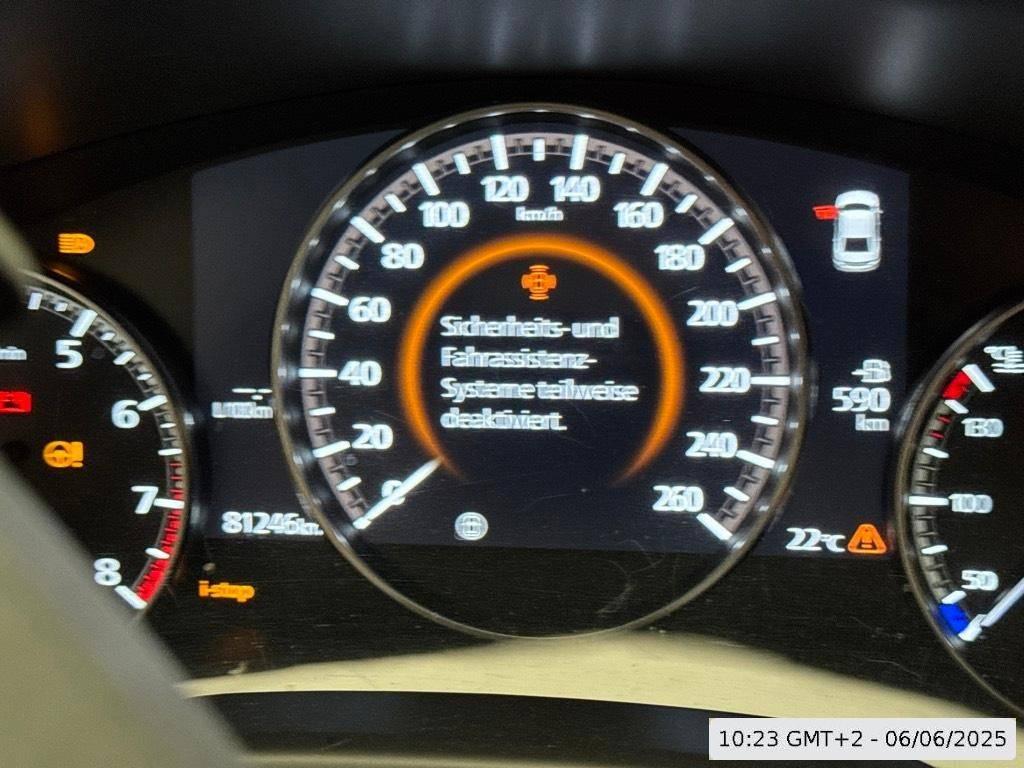 120 140
km/h
100
160
80
180
60
200
5
Sicherheits- und
Fahrassistenz-
Systeme teilweise
deaktiviert.
40
220
590
km
6
20
240
130
7
0
260
100
81246km
22°C
8
i-stop
50
10:23 GMT+2 - 06/06/2025